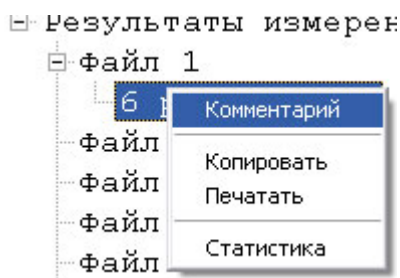 Результаты измерен
Файл 1
6
Комментарий
Файл
Копировать
Файл
Печатать
Файл
Статистика
Файл